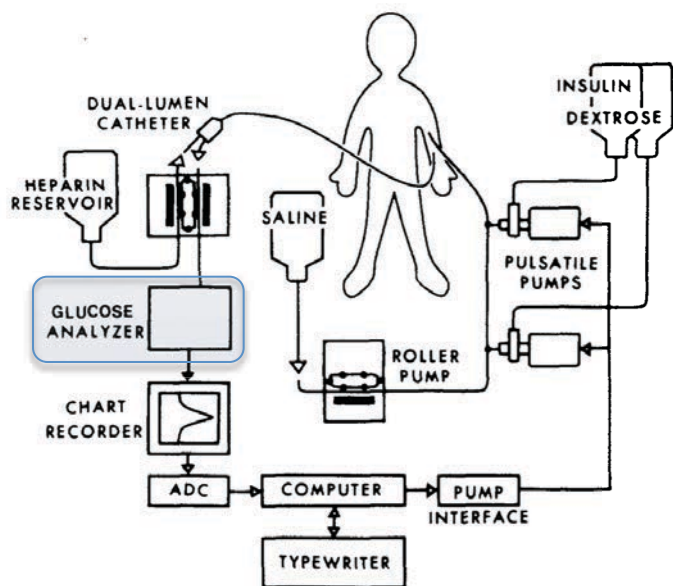 DUAL-LUMEN
CATHETER
HEPARIN
RESERVOIR
SALINE
INSULIN
DEXTROSE
PULSATILE
PUMPS
GLUCOSE
ANALYZER
ROLLER
PUMP
CHART
RECORDER
ADC
COMPUTER
PUMP
INTERFACE
TYPEWRITER